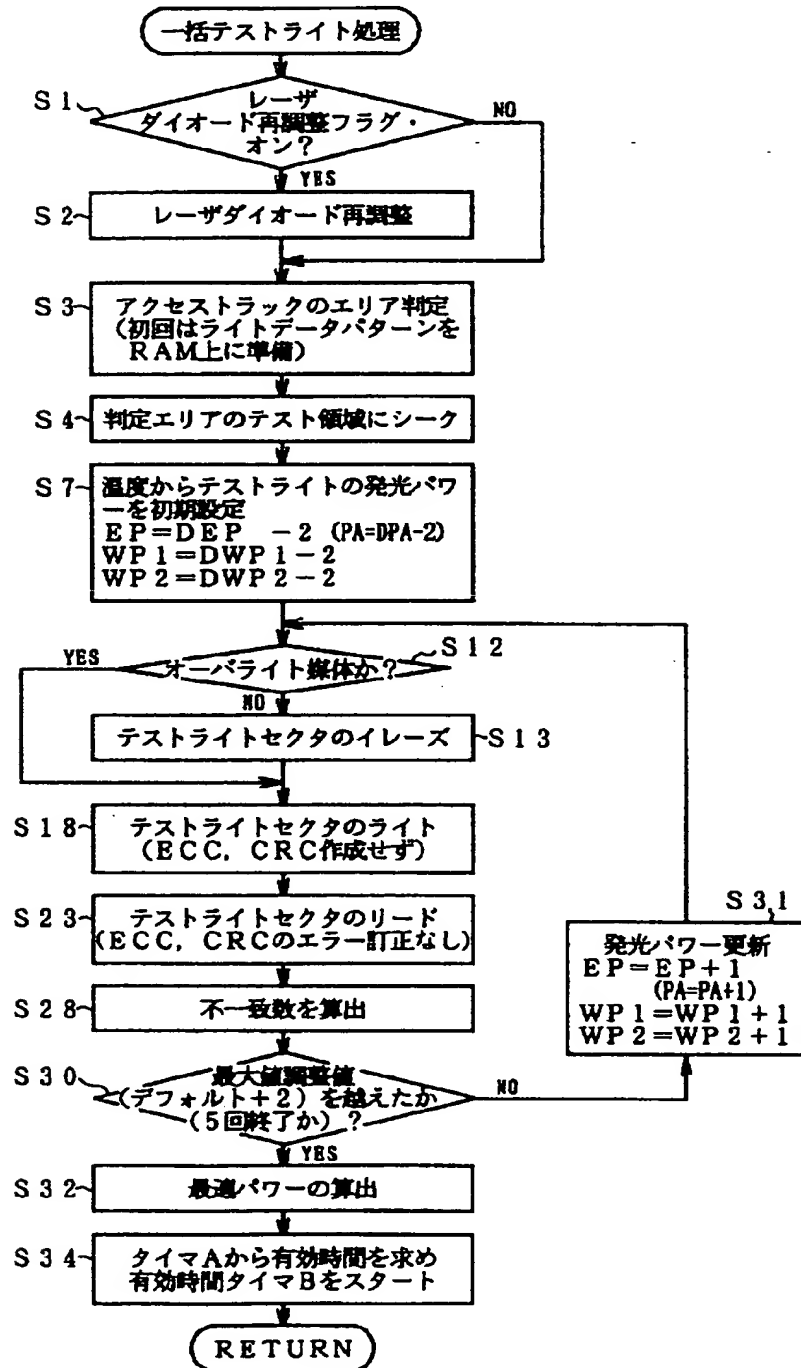 一括テストライト処理
S1
レーザ
ダイオード再調整フラグ・
オン?
NO
YES
S2
レーザダイオード再調整
S3
アクセストラックのエリア判定
(初回はライトデータパターンを
RAM上に準備)
S4
判定エリアのテスト領域にシーク
S7
温度からテストライトの発光パワ
ーを初期設定
EP=DEP -2 (PA=DPA-2)
WP1=DWP1-2
WP2=DWP2-2
YES
オーバライト媒体か?
S12
NO
テストライトセクタのイレーズ
S13
S18
テストライトセクタのライト
(ECC,CRC作成せず)
S23
テストライトセクタのリード
(ECC,CRCのエラー訂正なし)
S31
発光パワー更新
EP=EP+1
(PA=PA+1)
WP1=WP1+1
WP2=WP2+1
S28
不一致数を算出
S30
最大値調整値
(デフォルト+2)を越えたか
(5回終了か)?
NO
YES
S32
最適パワーの算出
S34
タイマAから有効時間を求め
有効時間タイマBをスタート
RETURN